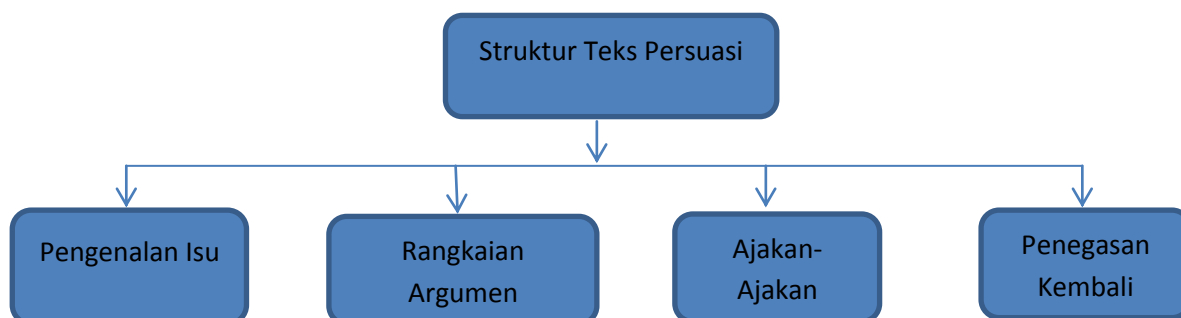 Struktur Teks Persuasi
Pengenalan Isu
Rangkaian
Argumen
Ajakan-
Ajakan
Penegasan
Kembali